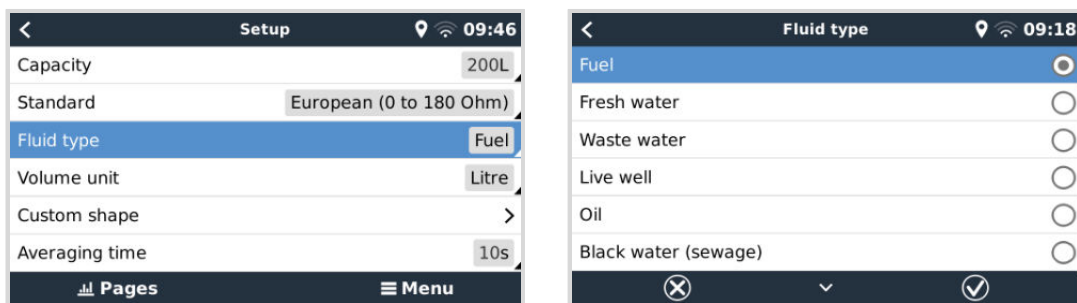 Setup 09:46
Capacity 200L
Standard European (0 to 180 Ohm)
Fluid type Fuel
Volume unit Litre
Custom shape
Averaging time 10s
Pages Menu
Fluid type 09:18
Fuel
Fresh water
Waste water
Live well
Oil
Black water (sewage)